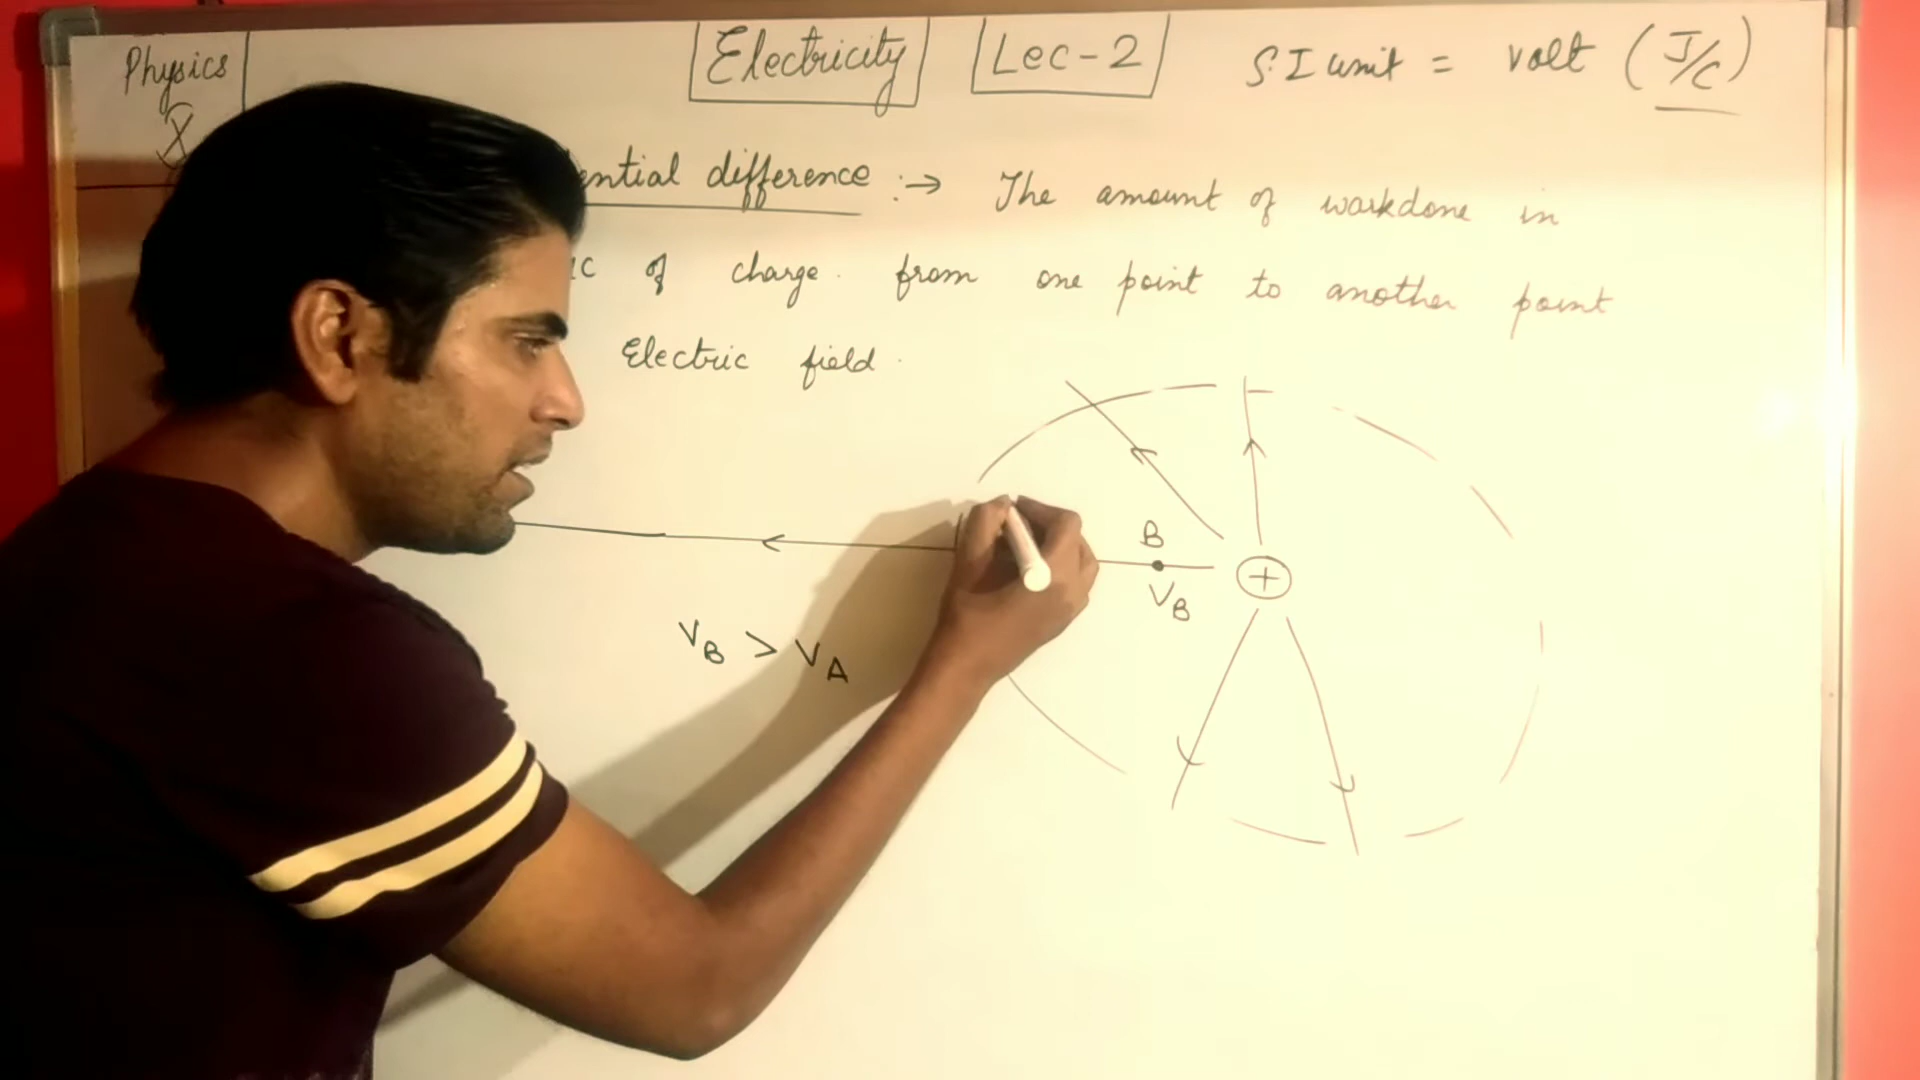 Physics
X
Electricity
Lec-2
S.I unit = volt (J/C)
ential difference :→ The amount of workdone in
1C of charge. from one point to another point
Electric field.
B
+
VB
VB > VA